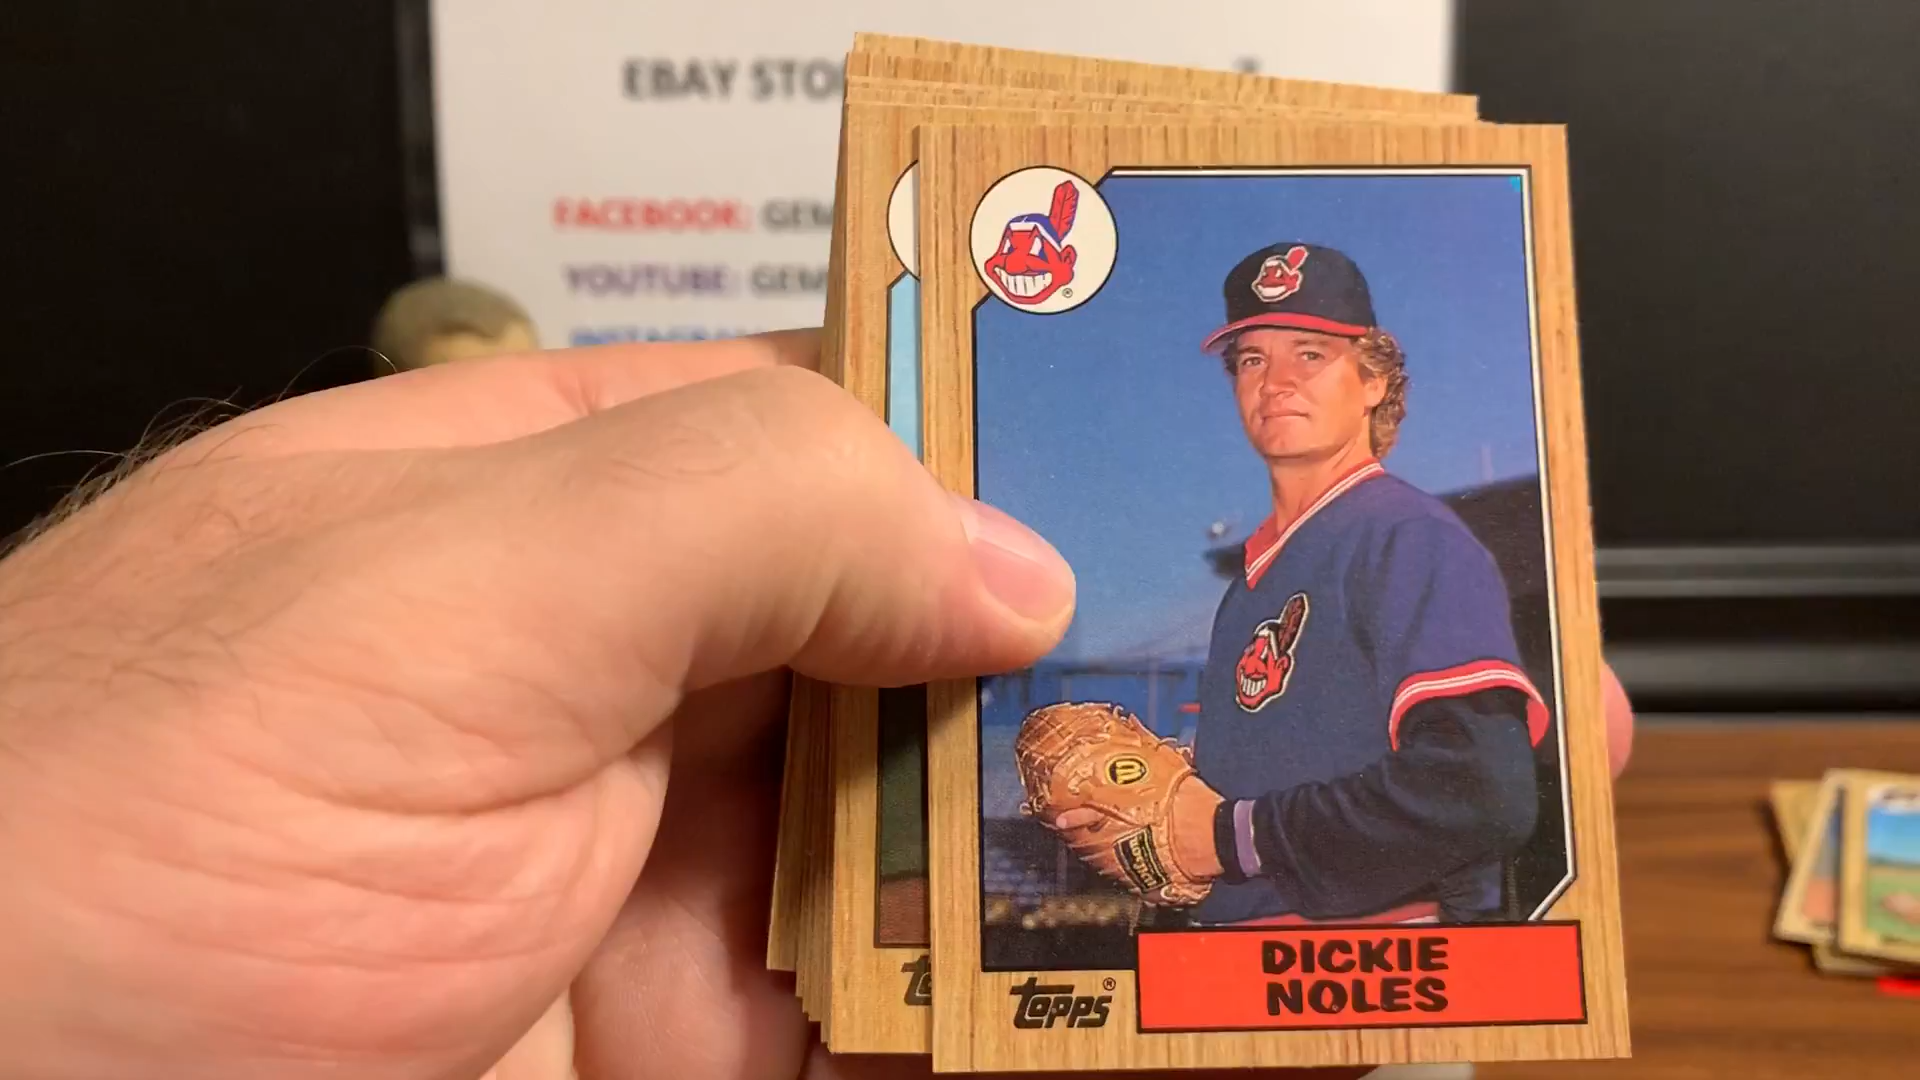 EBAY STO
FACEBOOK: GEM
YOUTUBE: GEM
DICKIE
NOLES
topps®